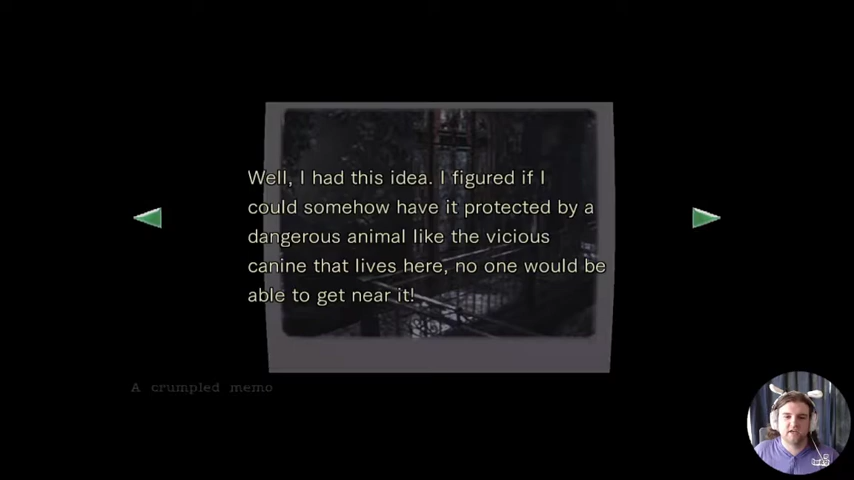 Well, I had this idea. I figured if I
could somehow have it protected by a
dangerous animal like the vicious
canine that lives here, no one would be
able to get near it!
A crumpled memo